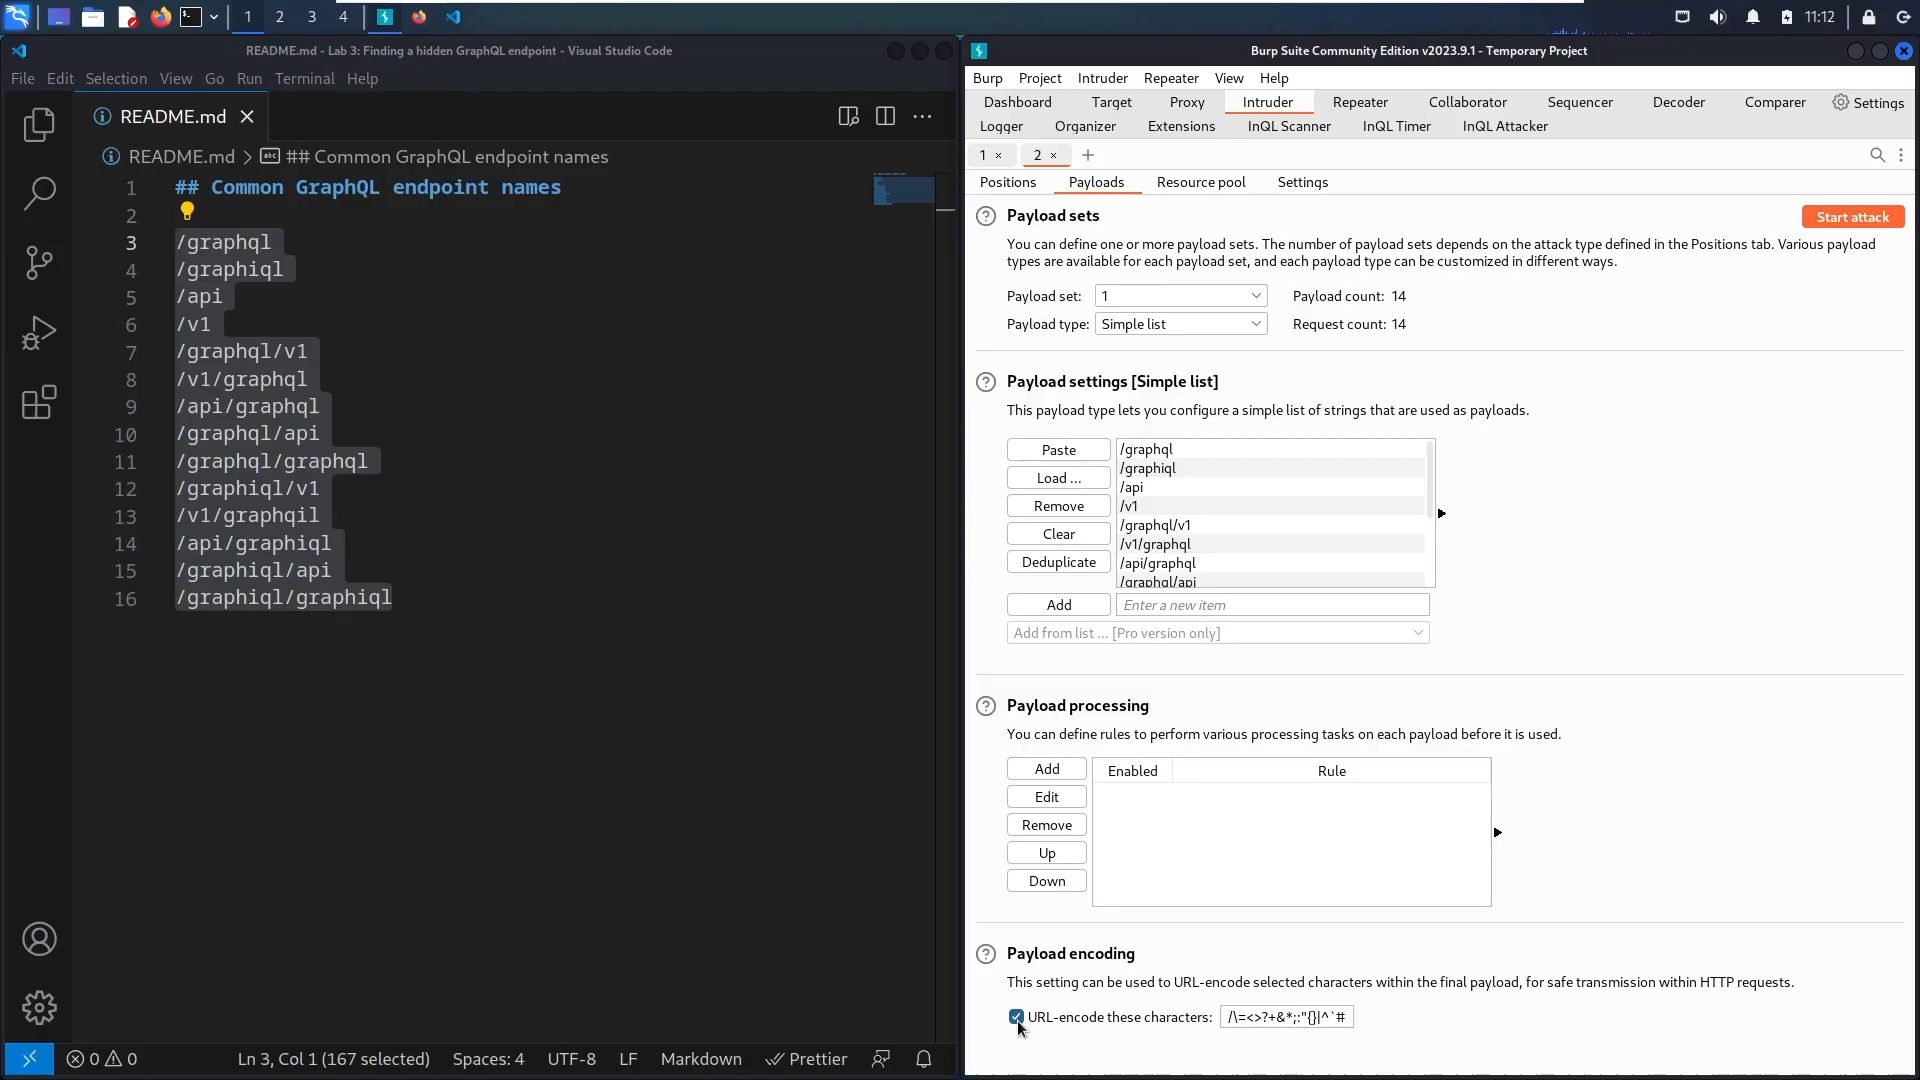 1
2
3
4
11:12
README.md - Lab 3: Finding a hidden GraphQL endpoint - Visual Studio Code
File Edit Selection View Go Run Terminal Help
README.md
README.md > ## Common GraphQL endpoint names
1 ## Common GraphQL endpoint names
2
3 /graphql
4 /graphiql
5 /api
6 /v1
7 /graphql/v1
8 /v1/graphql
9 /api/graphql
10 /graphql/api
11 /graphql/graphql
12 /graphiql/v1
13 /v1/graphqil
14 /api/graphiql
15 /graphiql/api
16 /graphiql/graphiql
0 0 Ln 3, Col 1 (167 selected) Spaces: 4 UTF-8 LF Markdown Prettier
Burp Suite Community Edition v2023.9.1 - Temporary Project
Burp Project Intruder Repeater View Help
Dashboard Target Proxy Intruder Repeater Collaborator Sequencer Decoder Comparer Settings
Logger Organizer Extensions InQL Scanner InQL Timer InQL Attacker
1 × 2 × +
Positions Payloads Resource pool Settings
? Payload sets
Start attack
You can define one or more payload sets. The number of payload sets depends on the attack type defined in the Positions tab. Various payload
types are available for each payload set, and each payload type can be customized in different ways.
Payload set: 1 Payload count: 14
Payload type: Simple list Request count: 14
? Payload settings [Simple list]
This payload type lets you configure a simple list of strings that are used as payloads.
Paste
Load ...
Remove
Clear
Deduplicate
/graphql
/graphiql
/api
/v1
/graphql/v1
/v1/graphql
/api/graphql
/graphql/api
Add Enter a new item
Add from list ... [Pro version only]
? Payload processing
You can define rules to perform various processing tasks on each payload before it is used.
Add
Edit
Remove
Up
Down
Enabled Rule
? Payload encoding
This setting can be used to URL-encode selected characters within the final payload, for safe transmission within HTTP requests.
URL-encode these characters: /\=<>?+&*;:"{}|^`#